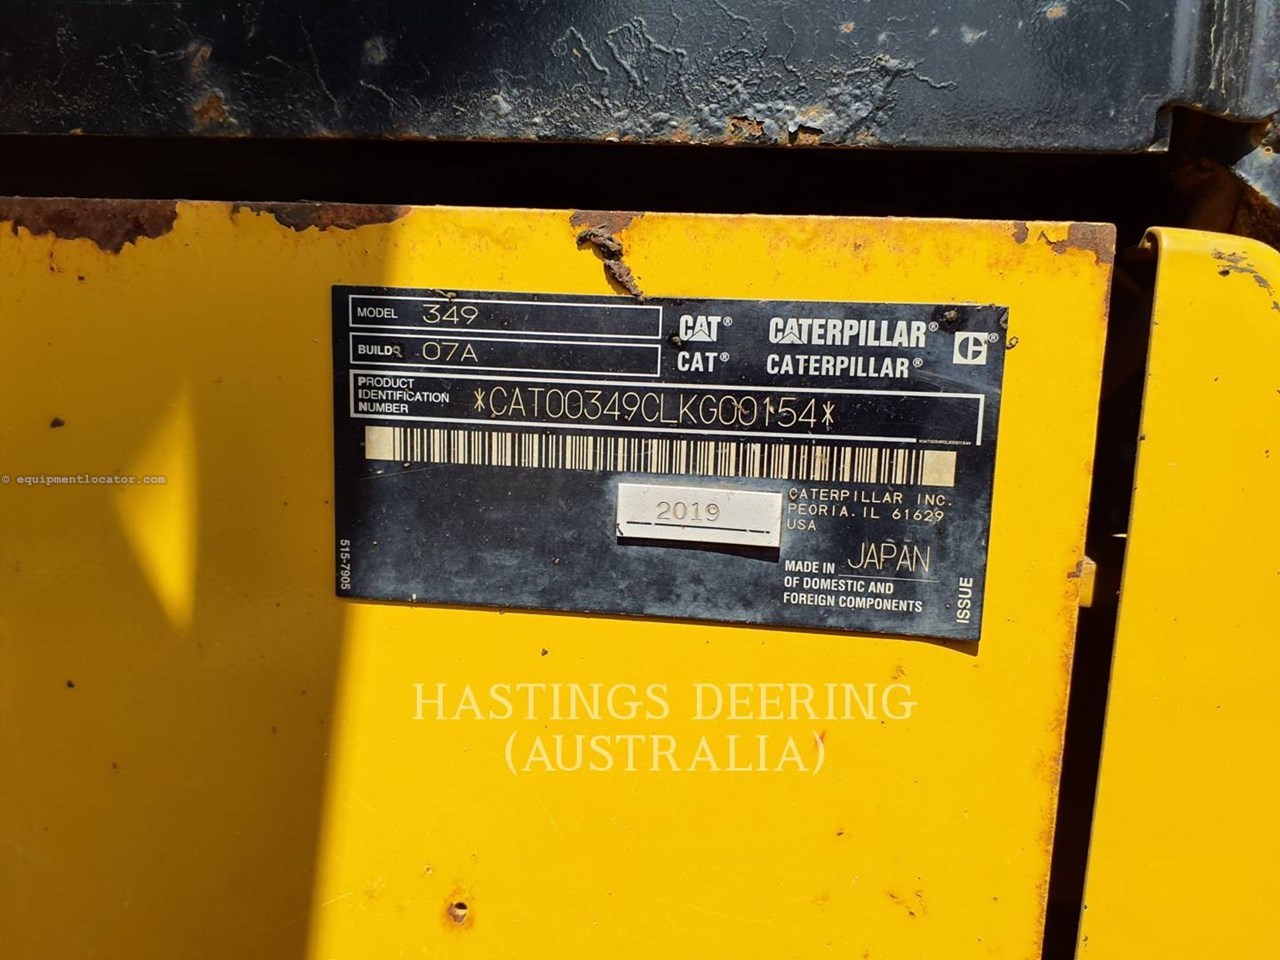 MODEL 349
BUILD 07A
CAT® CATERPILLAR®
CAT® CATERPILLAR®
PRODUCT
IDENTIFICATION
NUMBER
*CAT00349CLKG00154*
2019
CATERPILLAR INC.
PEORIA. IL 61629
USA
MADE IN JAPAN
OF DOMESTIC AND
FOREIGN COMPONENTS
515-7905
ISSUE
© equipmentlocator.com
HASTINGS DEERING
(AUSTRALIA)